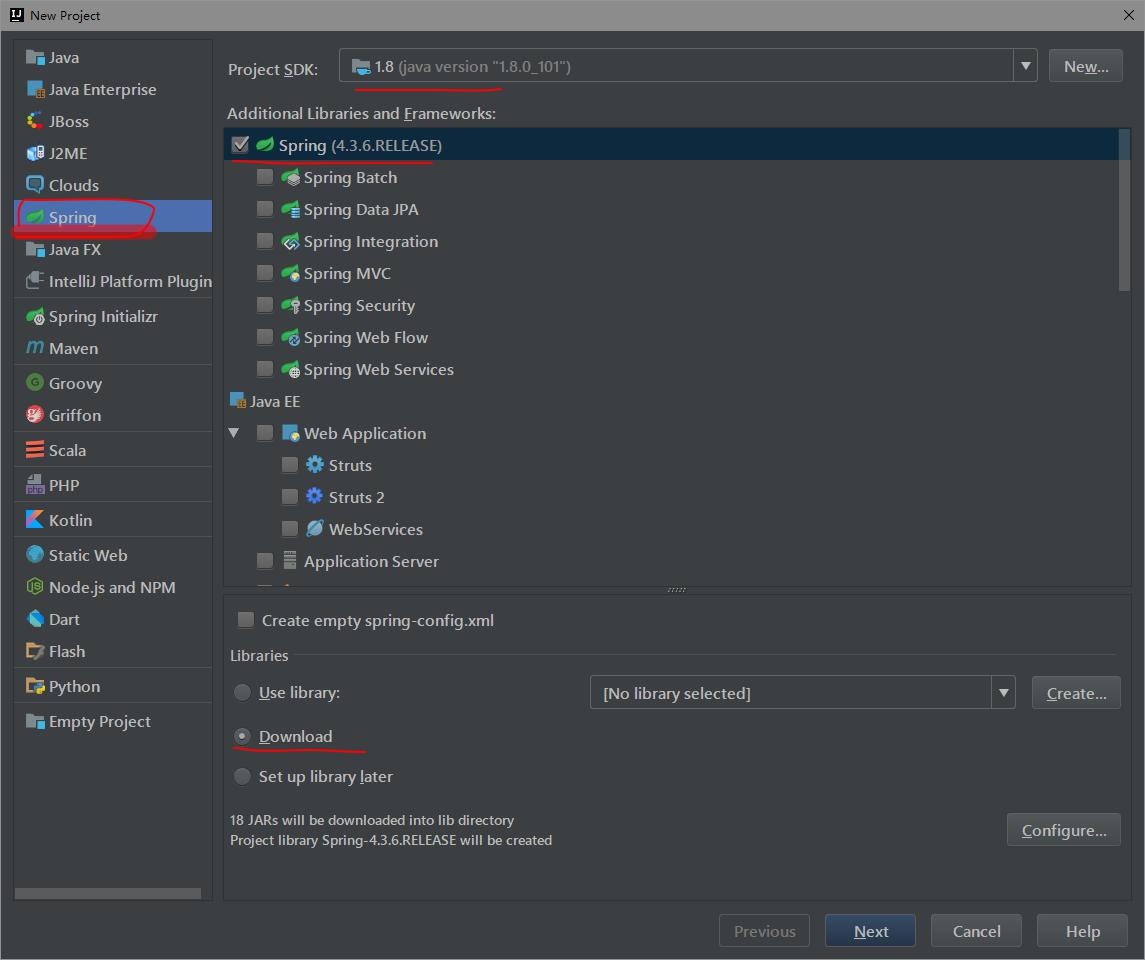 New Project
Java
Java Enterprise
JBoss
J2ME
Clouds
Spring
Java FX
IntelliJ Platform Plugin
Spring Initializr
Maven
Groovy
Griffon
Scala
PHP
Kotlin
Static Web
Node.js and NPM
Dart
Flash
Python
Empty Project
Project SDK: 1.8 (java version "1.8.0_101") New...
Additional Libraries and Frameworks:
Spring (4.3.6.RELEASE)
Spring Batch
Spring Data JPA
Spring Integration
Spring MVC
Spring Security
Spring Web Flow
Spring Web Services
Java EE
Web Application
Struts
Struts 2
WebServices
Application Server
Create empty spring-config.xml
Libraries
Use library: [No library selected] Create...
Download
Set up library later
18 JARs will be downloaded into lib directory
Project library Spring-4.3.6.RELEASE will be created
Configure...
Previous Next Cancel Help